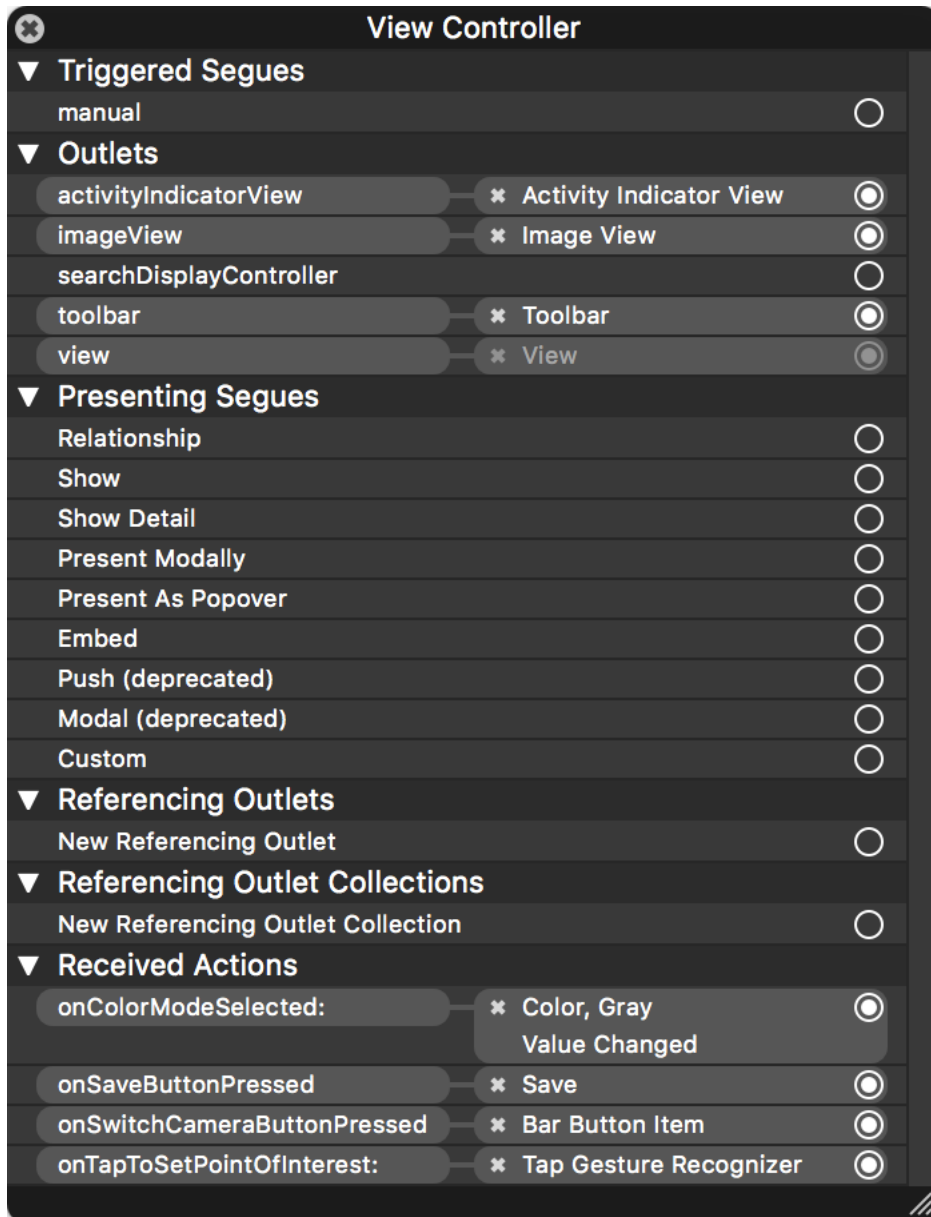 View Controller
Triggered Segues
manual
Outlets
activityIndicatorView Activity Indicator View
imageView Image View
searchDisplayController
toolbar Toolbar
view View
Presenting Segues
Relationship
Show
Show Detail
Present Modally
Present As Popover
Embed
Push (deprecated)
Modal (deprecated)
Custom
Referencing Outlets
New Referencing Outlet
Referencing Outlet Collections
New Referencing Outlet Collection
Received Actions
onColorModeSelected: Color, Gray
Value Changed
onSaveButtonPressed Save
onSwitchCameraButtonPressed Bar Button Item
onTapToSetPointOfInterest: Tap Gesture Recognizer